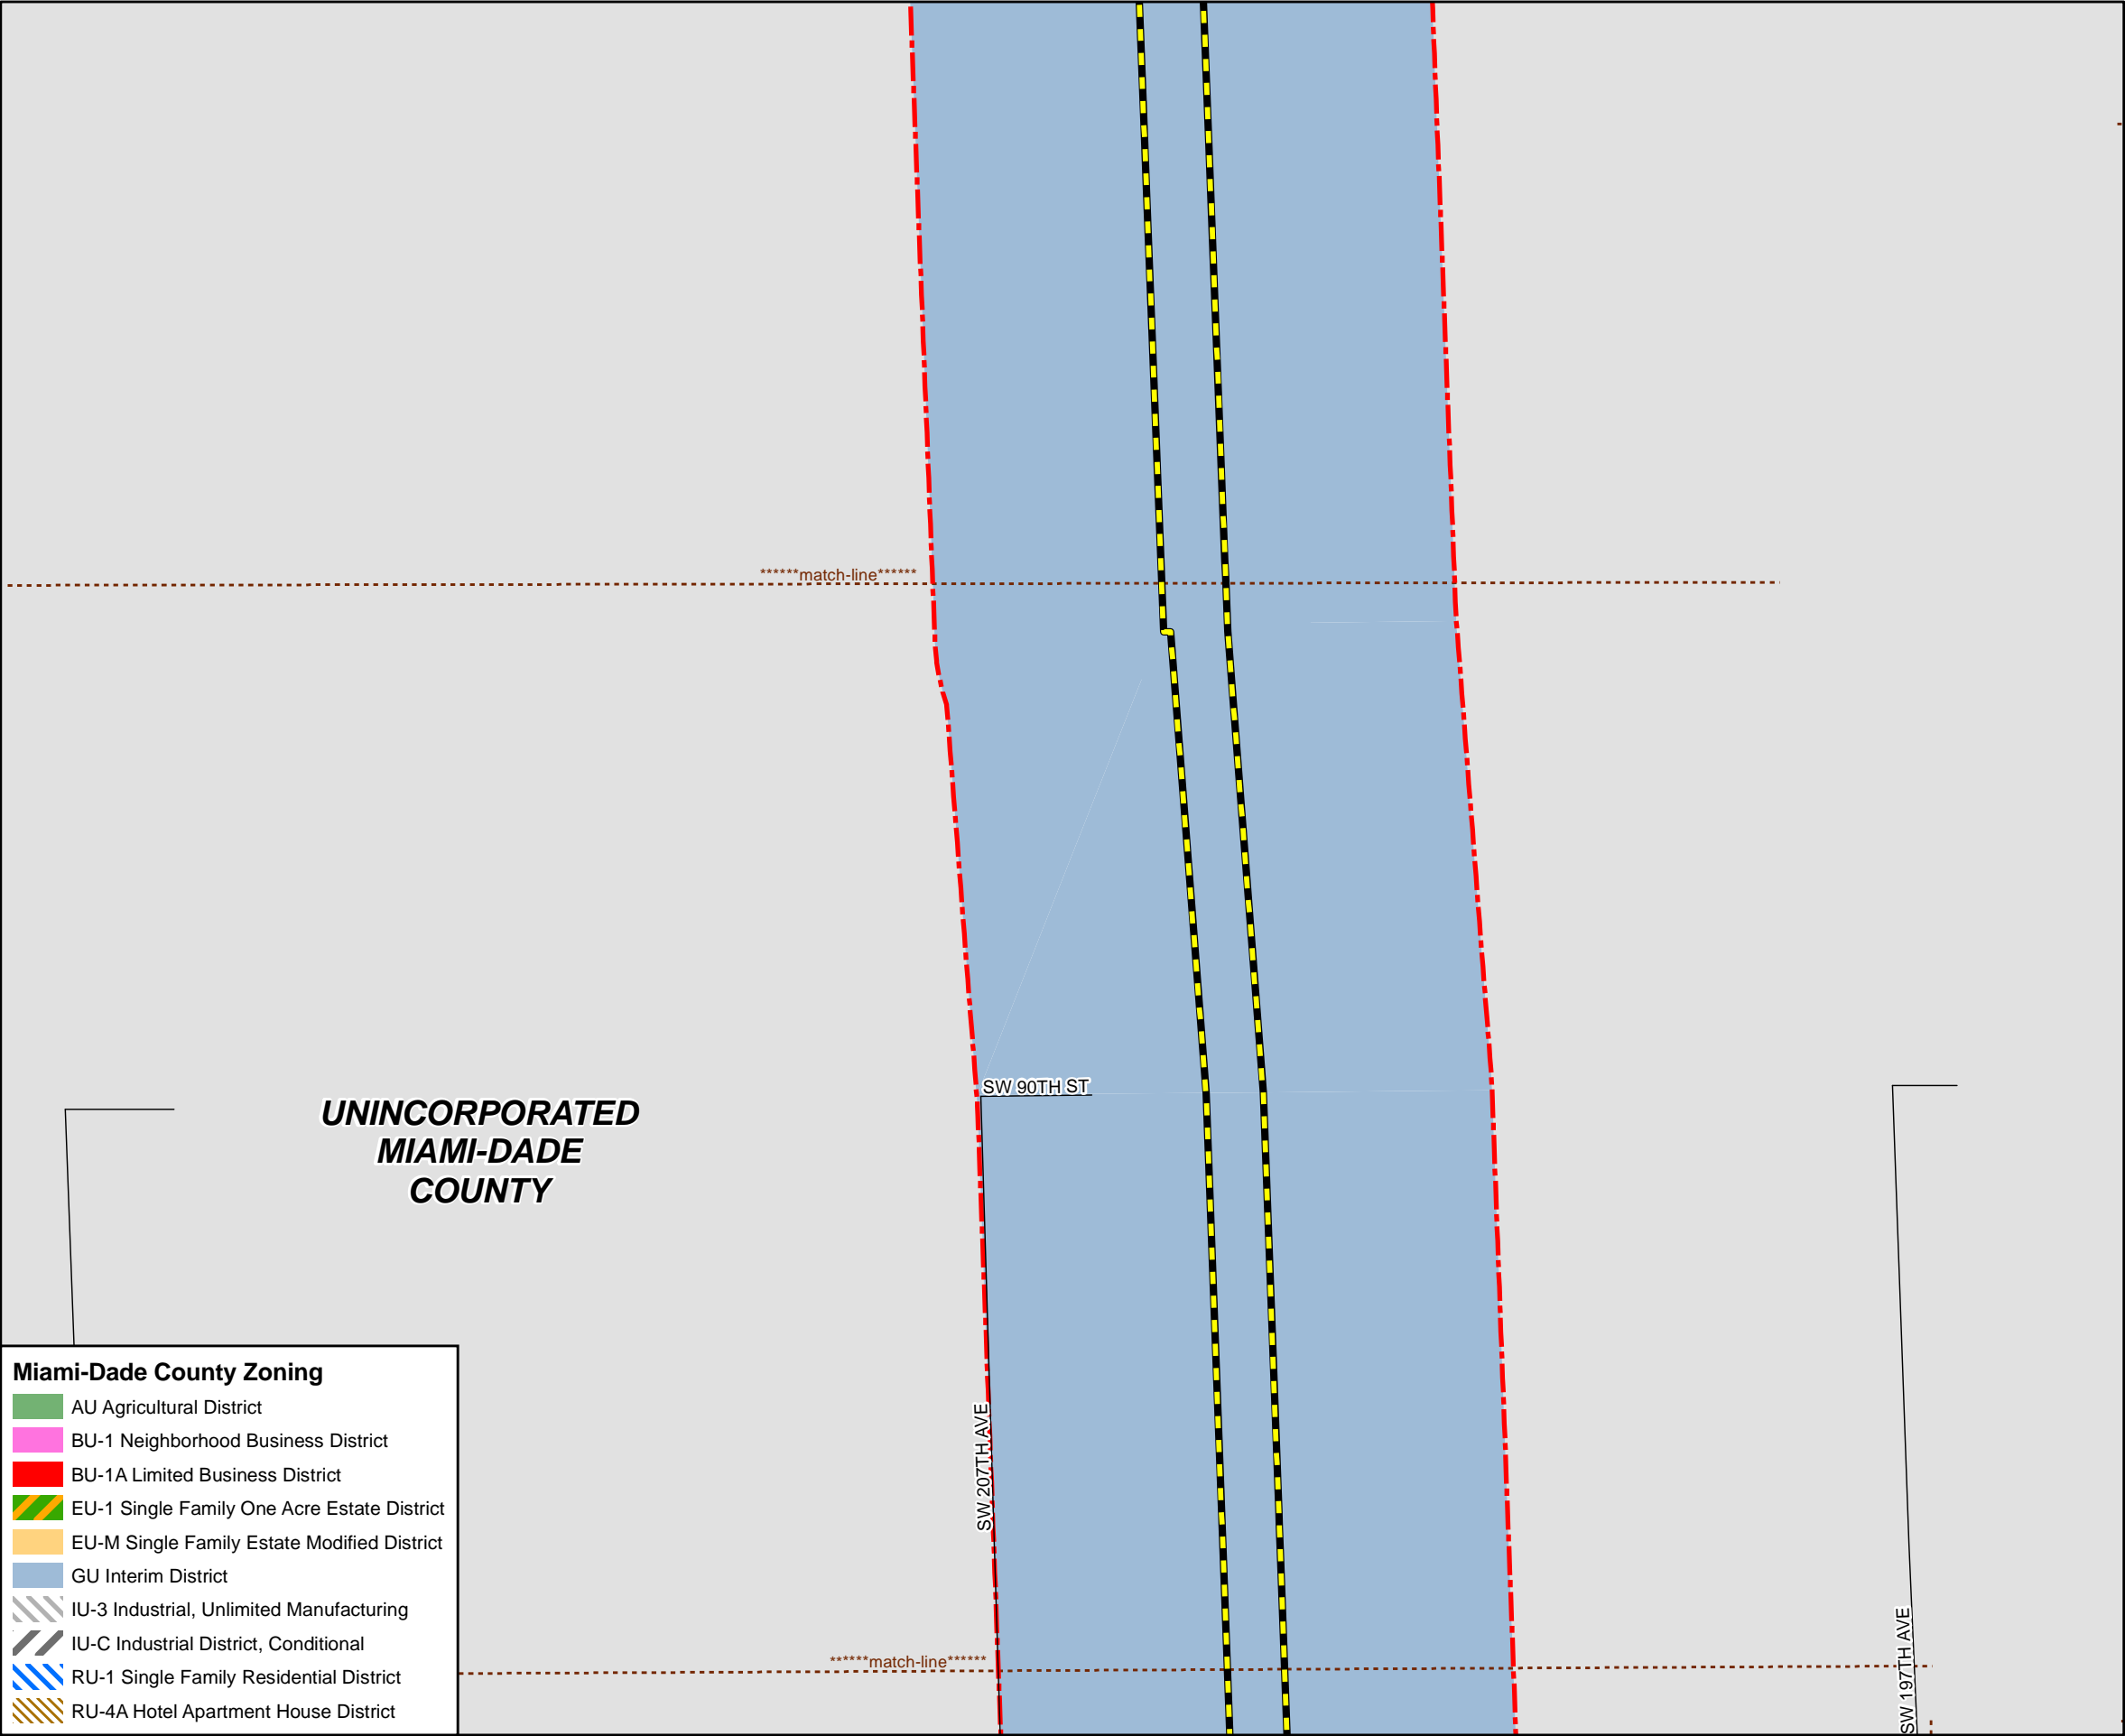 ******match-line******
SW 90TH ST
UNINCORPORATED
MIAMI-DADE
COUNTY
SW 207TH AVE
SW 197TH AVE
******match-line******
Miami-Dade County Zoning
AU Agricultural District
BU-1 Neighborhood Business District
BU-1A Limited Business District
EU-1 Single Family One Acre Estate District
EU-M Single Family Estate Modified District
GU Interim District
IU-3 Industrial, Unlimited Manufacturing
IU-C Industrial District, Conditional
RU-1 Single Family Residential District
RU-4A Hotel Apartment House District